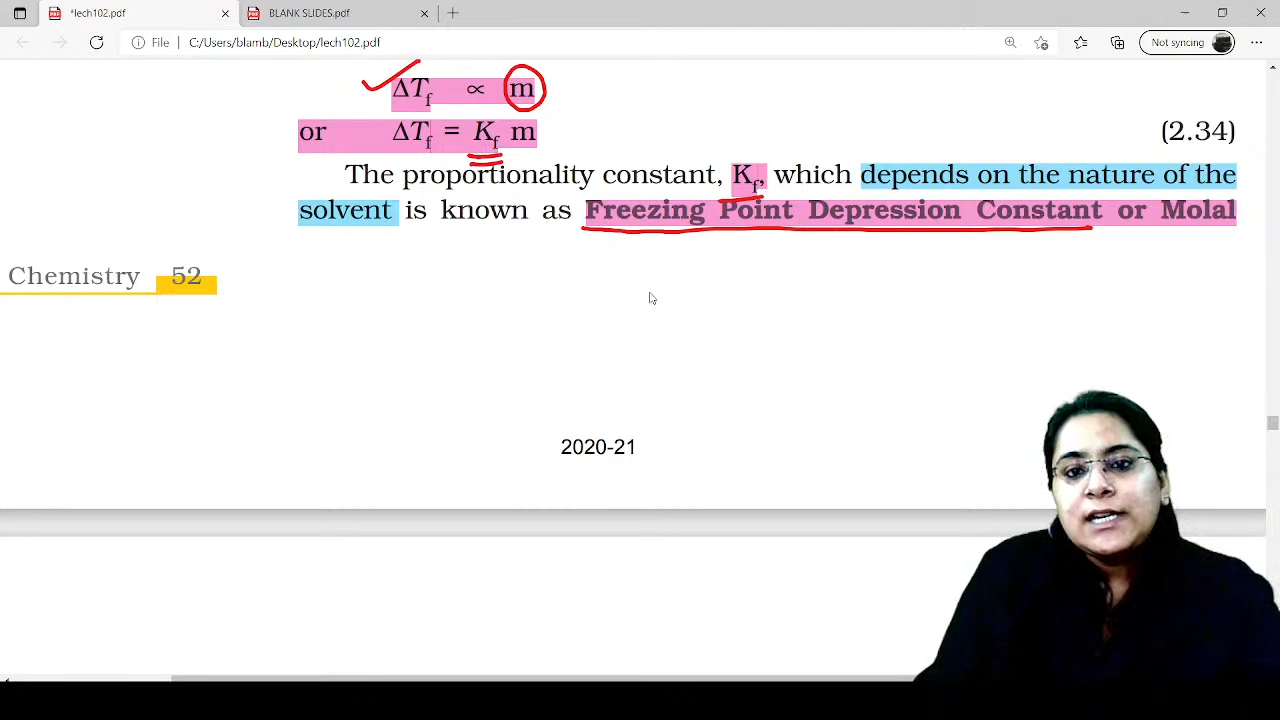 *lech102.pdf
BLANK SLIDES.pdf
File
C:/Users/blamb/Desktop/lech102.pdf
Not syncing
ΔTf ∝ m
or ΔTf = Kf m (2.34)
The proportionality constant, Kf, which depends on the nature of the
solvent is known as Freezing Point Depression Constant or Molal
Chemistry 52
2020-21